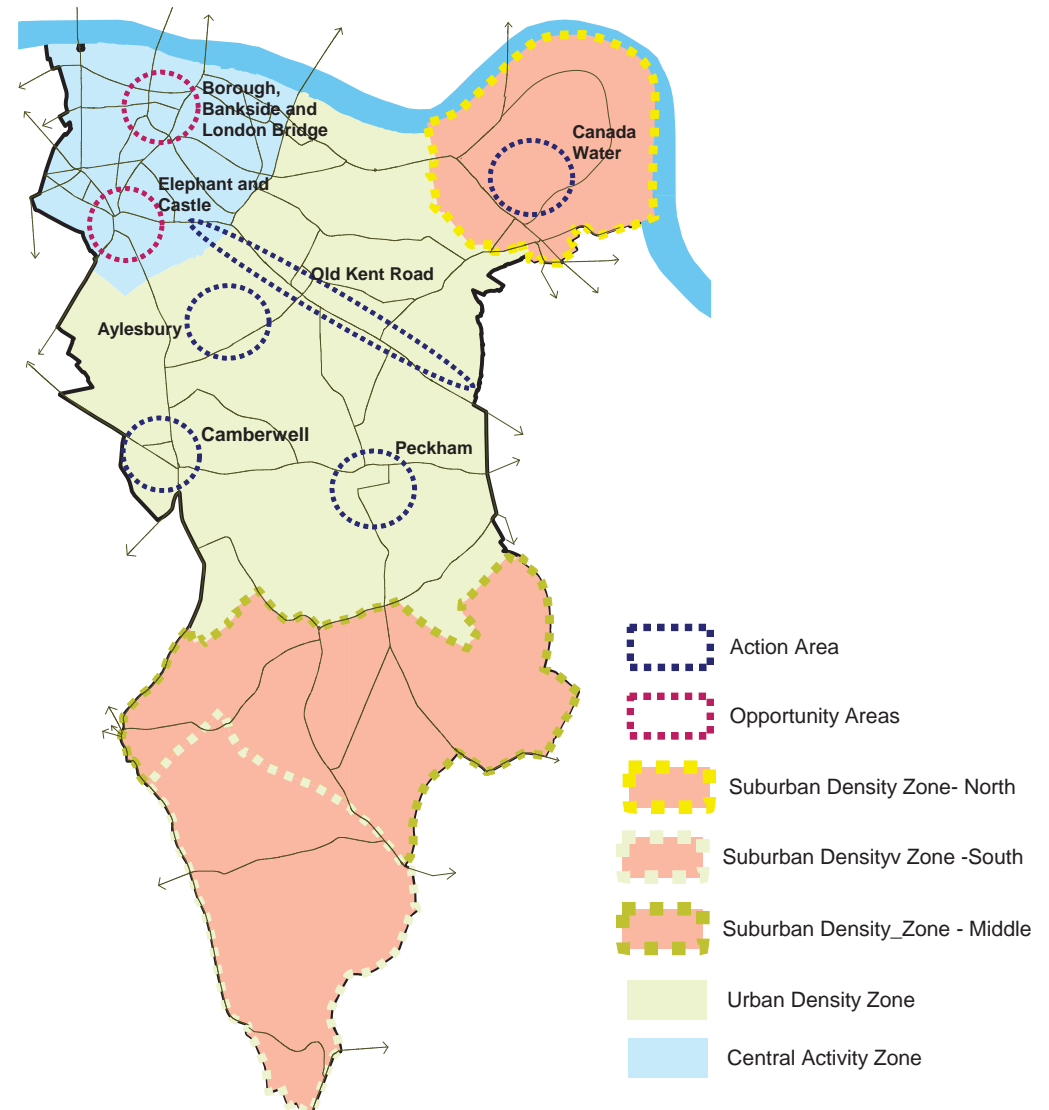 Borough,
Bankside and
London Bridge
Canada
Water
Elephant and
Castle
Old Kent Road
Aylesbury
Camberwell
Peckham
Action Area
Opportunity Areas
Suburban Density Zone- North
Suburban Densityv Zone -South
Suburban Density_Zone - Middle
Urban Density Zone
Central Activity Zone